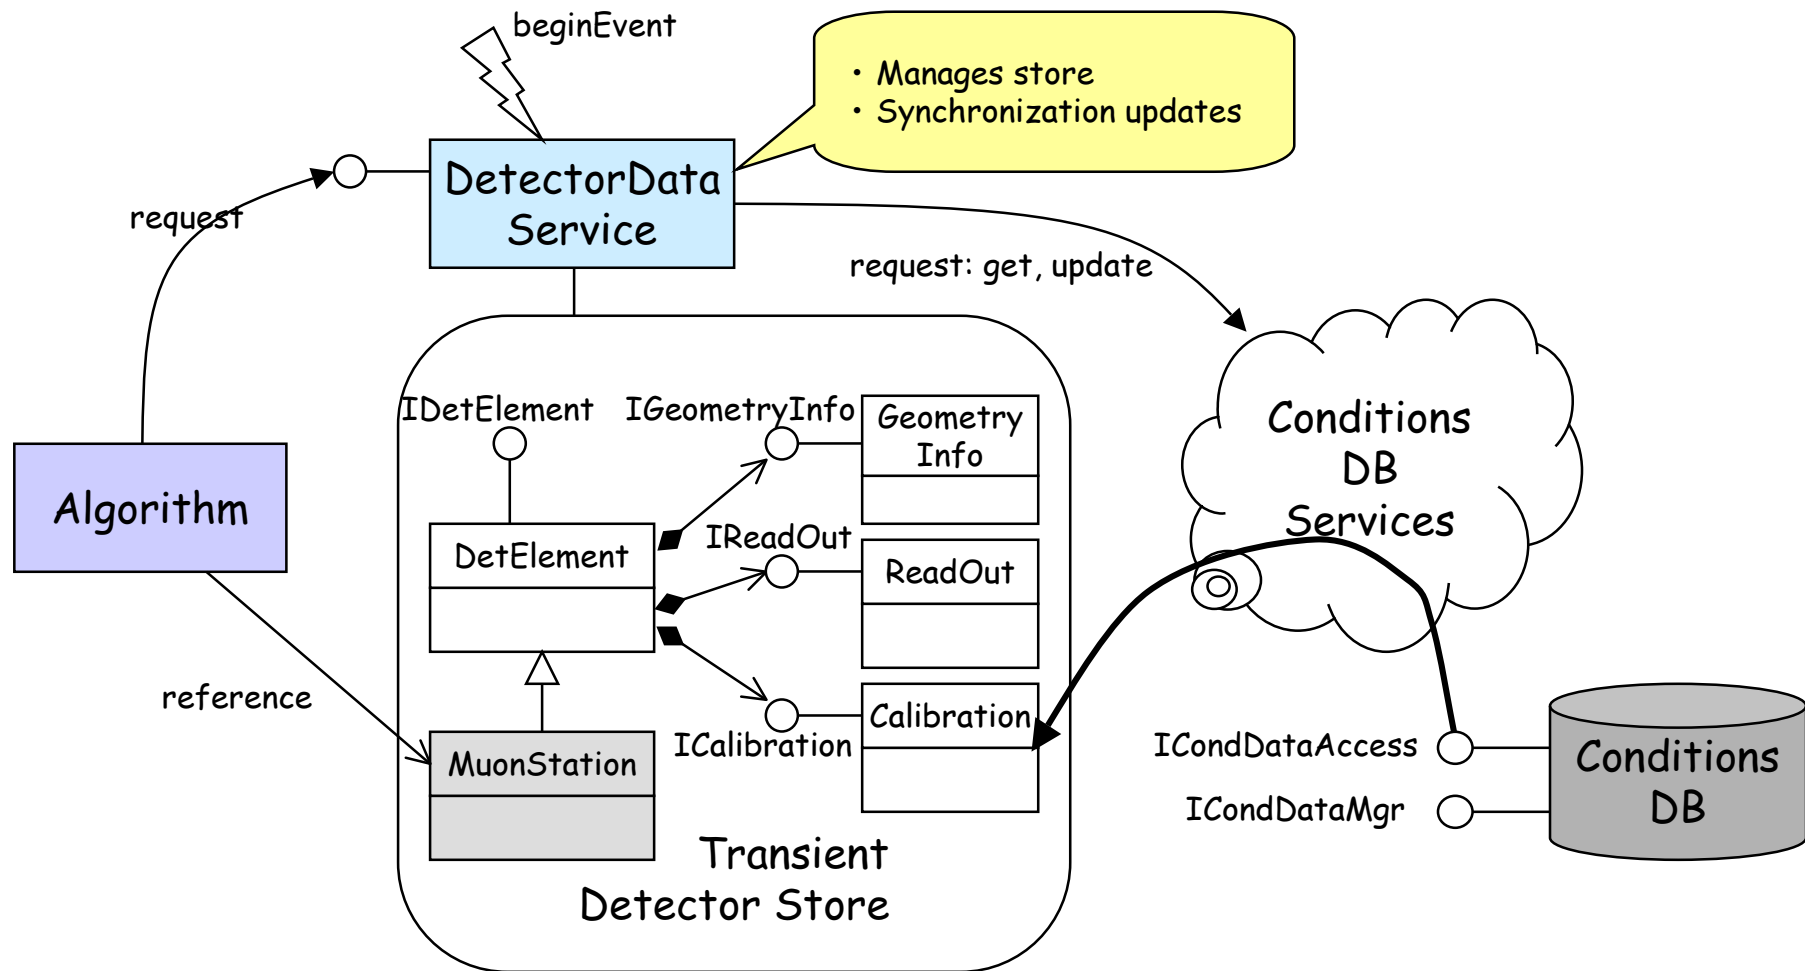 beginEvent
• Manages store
• Synchronization updates
DetectorData
Service
request
request: get, update
IDetElement
IGeometryInfo
Geometry
Info
Conditions
DB
Services
Algorithm
DetElement
IReadOut
ReadOut
reference
MuonStation
Calibration
ICalibration
ICondDataAccess
ICondDataMgr
Conditions
DB
Transient
Detector Store